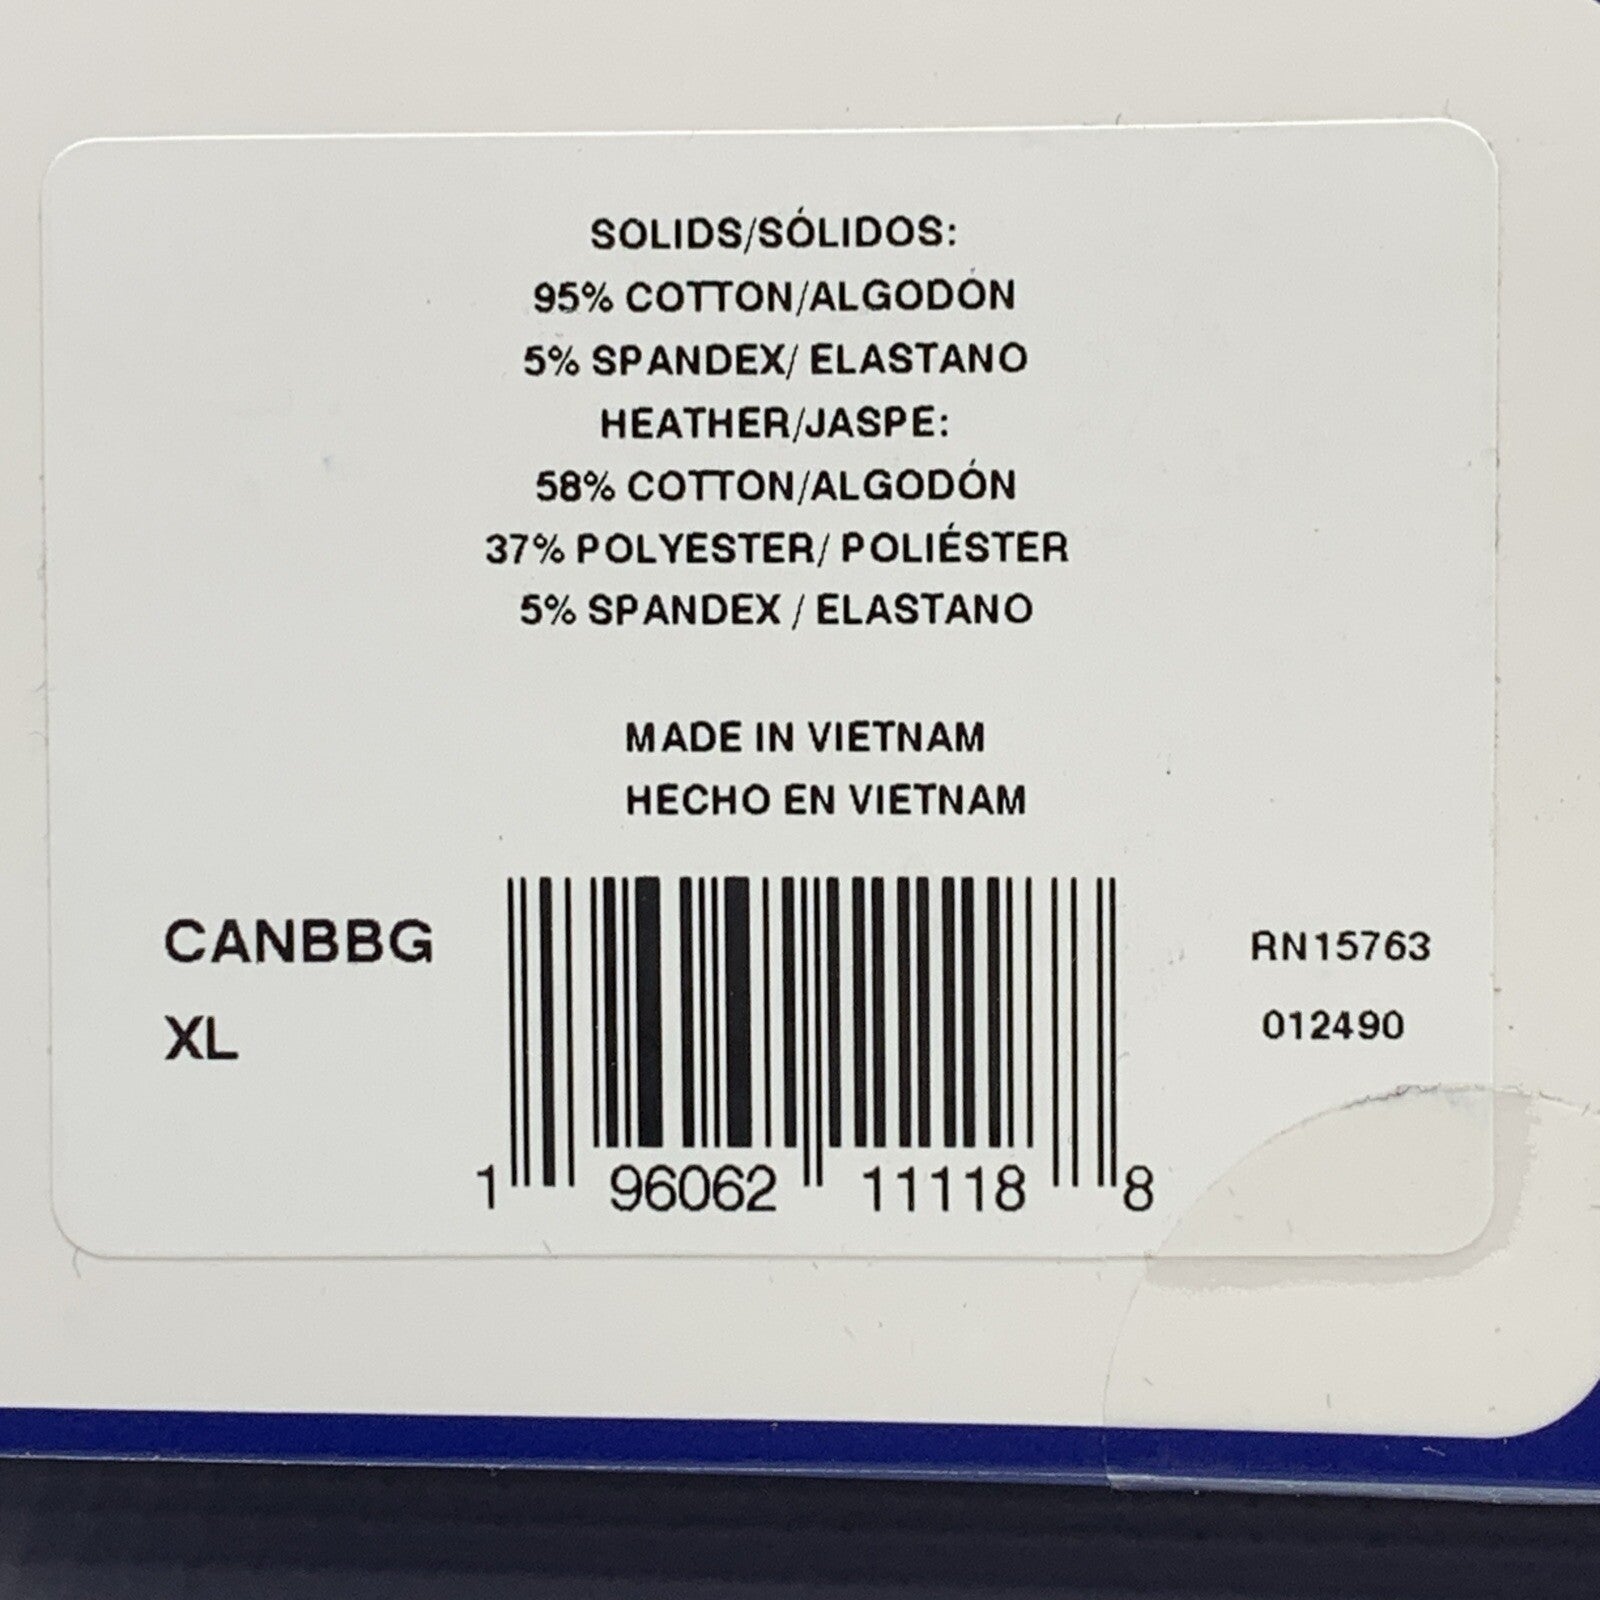 SOLIDS/SÓLIDOS:
95% COTTON/ALGODÓN
5% SPANDEX/ ELASTANO
HEATHER/JASPE:
58% COTTON/ALGODÓN
37% POLYESTER/ POLIÉSTER
5% SPANDEX / ELASTANO
MADE IN VIETNAM
HECHO EN VIETNAM
CANBBG
XL
RN15763
012490
1 96062 11118 8